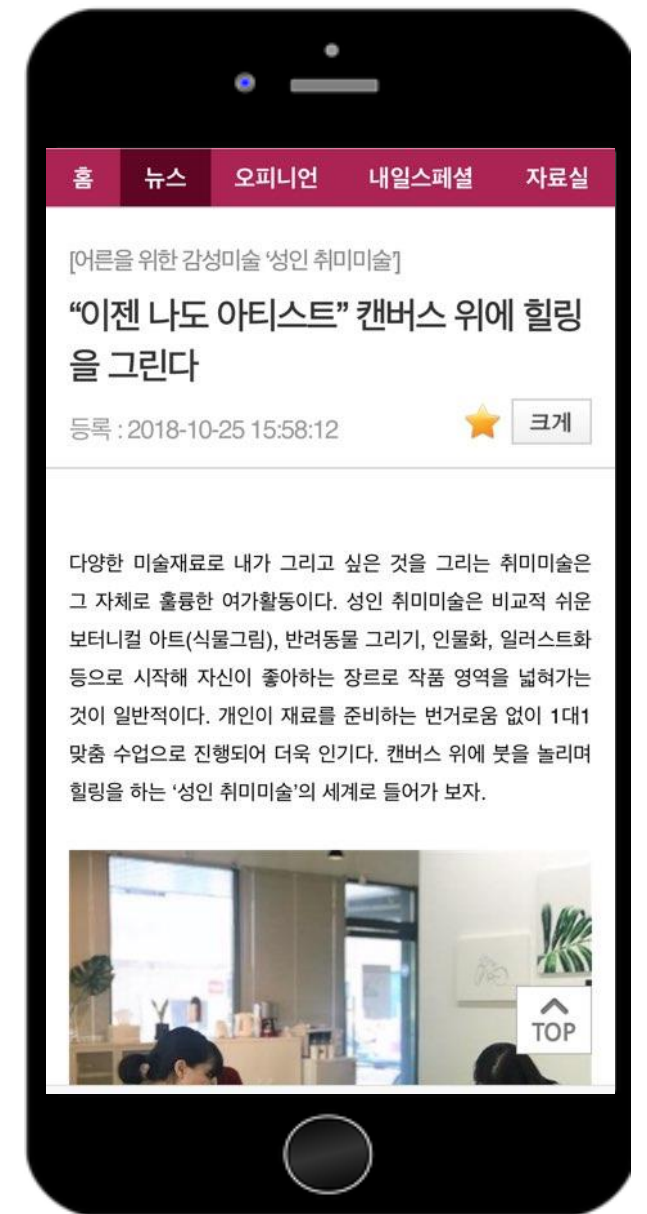 홈 뉴스 오피니언 내일스페셜 자료실
[어른을 위한 감성미술 ‘성인 취미미술’]
“이젠 나도 아티스트” 캔버스 위에 힐링
을 그린다
등록 : 2018-10-25 15:58:12 크게
다양한 미술재료로 내가 그리고 싶은 것을 그리는 취미미술은
그 자체로 훌륭한 여가활동이다. 성인 취미미술은 비교적 쉬운
보터니컬 아트(식물그림), 반려동물 그리기, 인물화, 일러스트화
등으로 시작해 자신이 좋아하는 장르로 작품 영역을 넓혀가는
것이 일반적이다. 개인이 재료를 준비하는 번거로움 없이 1대1
맞춤 수업으로 진행되어 더욱 인기다. 캔버스 위에 붓을 놀리며
힐링을 하는 ‘성인 취미미술’의 세계로 들어가 보자.
TOP